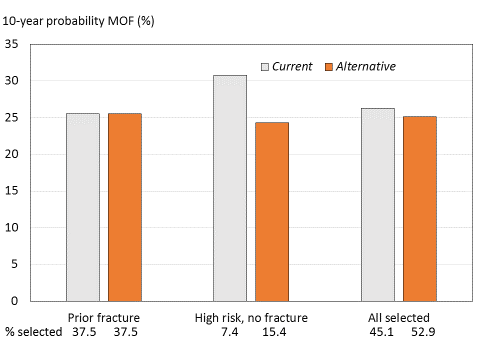 10-year probability MOF (%)
35
Current Alternative
30
25
20
15
10
5
0
Prior fracture High risk, no fracture All selected
% selected 37.5 37.5 7.4 15.4 45.1 52.9